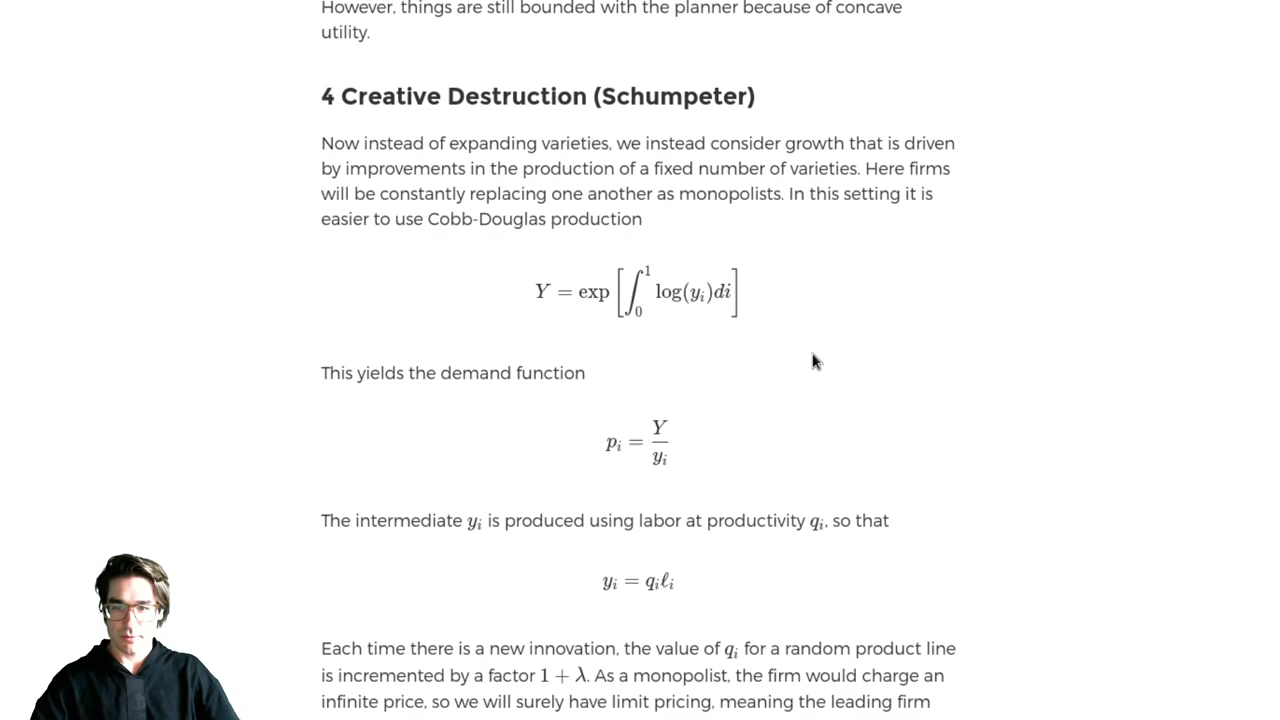 However, things are still bounded with the planner because of concave
utility.
4 Creative Destruction (Schumpeter)
Now instead of expanding varieties, we instead consider growth that is driven
by improvements in the production of a fixed number of varieties. Here firms
will be constantly replacing one another as monopolists. In this setting it is
easier to use Cobb-Douglas production
Y = exp [∫₀¹ log(yᵢ)di]
This yields the demand function
pᵢ = Y/yᵢ
The intermediate yᵢ is produced using labor at productivity qᵢ, so that
yᵢ = qᵢℓᵢ
Each time there is a new innovation, the value of qᵢ for a random product line
is incremented by a factor 1 + λ. As a monopolist, the firm would charge an
infinite price, so we will surely have limit pricing, meaning the leading firm